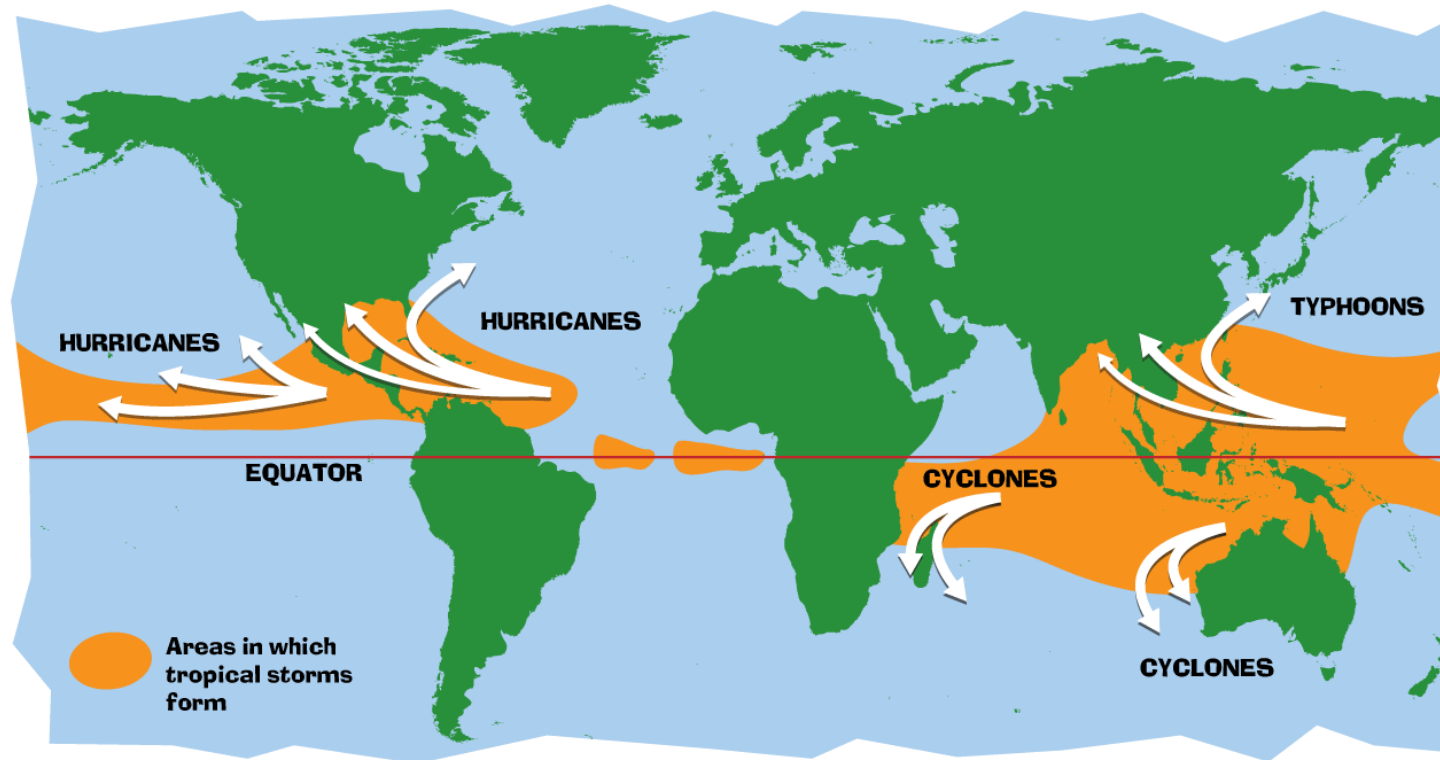 HURRICANES
TYPHOONS
HURRICANES
EQUATOR
CYCLONES
Areas in which
tropical storms
form
CYCLONES